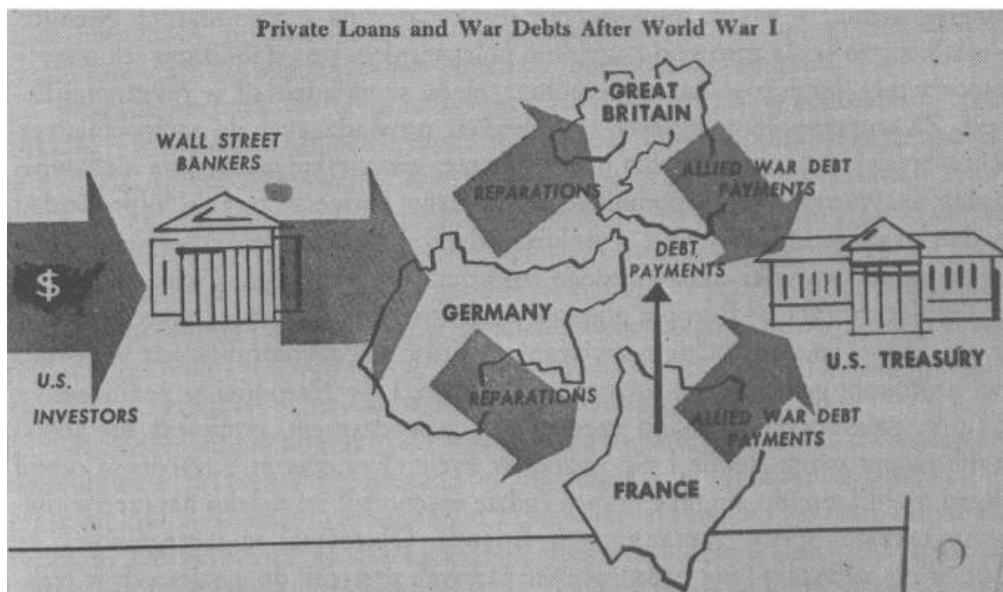 Private Loans and War Debts After World War I
WALL STREET
BANKERS
$
U.S.
INVESTORS
GERMANY
REPARATIONS
REPARATIONS
GREAT
BRITAIN
ALLIED WAR DEBT
PAYMENTS
DEBT
PAYMENTS
FRANCE
ALLIED WAR DEBT
PAYMENTS
U.S. TREASURY